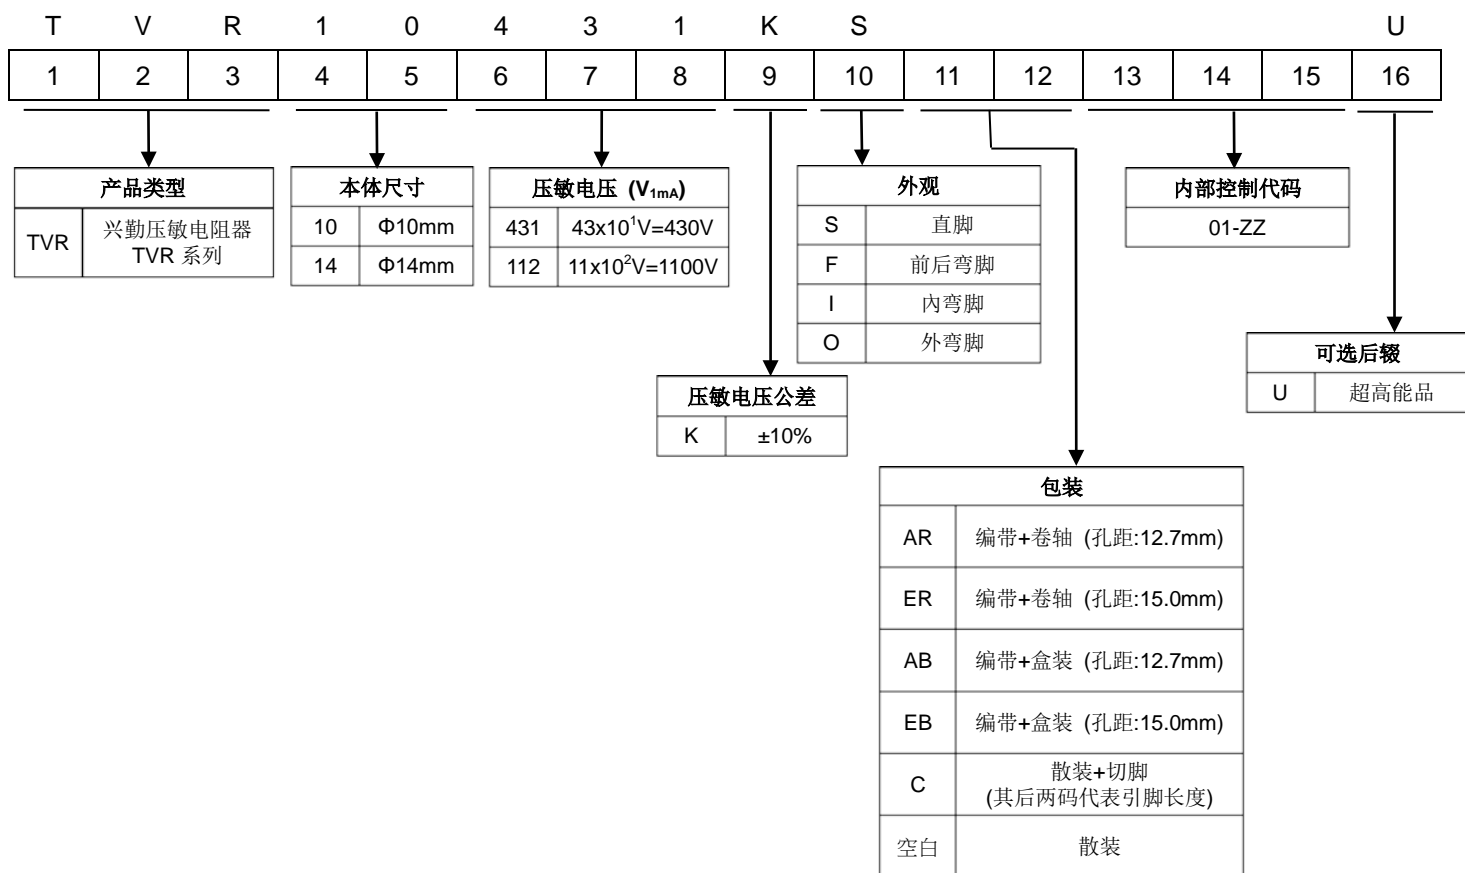 T V R 1 0 4 3 1 K S U
1 2 3 4 5 6 7 8 9 10 11 12 13 14 15 16
产品类型
TVR 兴勤压敏电阻器
TVR 系列
本体尺寸
10 Φ10mm
14 Φ14mm
压敏电压 (V1mA)
431 43x10¹V=430V
112 11x10²V=1100V
外观
S 直脚
F 前后弯脚
I 內弯脚
O 外弯脚
内部控制代码
01-ZZ
可选后辍
U 超高能品
压敏电压公差
K ±10%
包装
AR 编带+卷轴 (孔距:12.7mm)
ER 编带+卷轴 (孔距:15.0mm)
AB 编带+盒装 (孔距:12.7mm)
EB 编带+盒装 (孔距:15.0mm)
C 散装+切脚
(其后两码代表引脚长度)
空白 散装